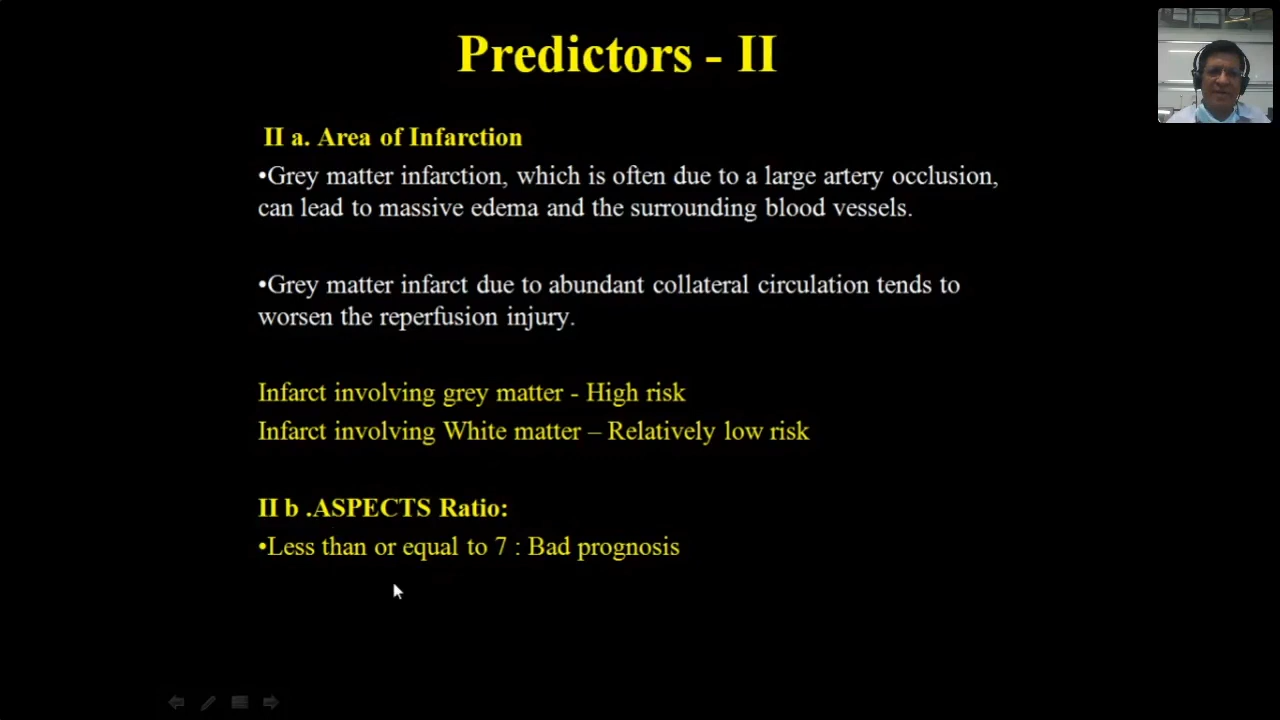 Predictors - II
II a. Area of Infarction
•Grey matter infarction, which is often due to a large artery occlusion,
can lead to massive edema and the surrounding blood vessels.
•Grey matter infarct due to abundant collateral circulation tends to
worsen the reperfusion injury.
Infarct involving grey matter - High risk
Infarct involving White matter – Relatively low risk
II b .ASPECTS Ratio:
•Less than or equal to 7 : Bad prognosis